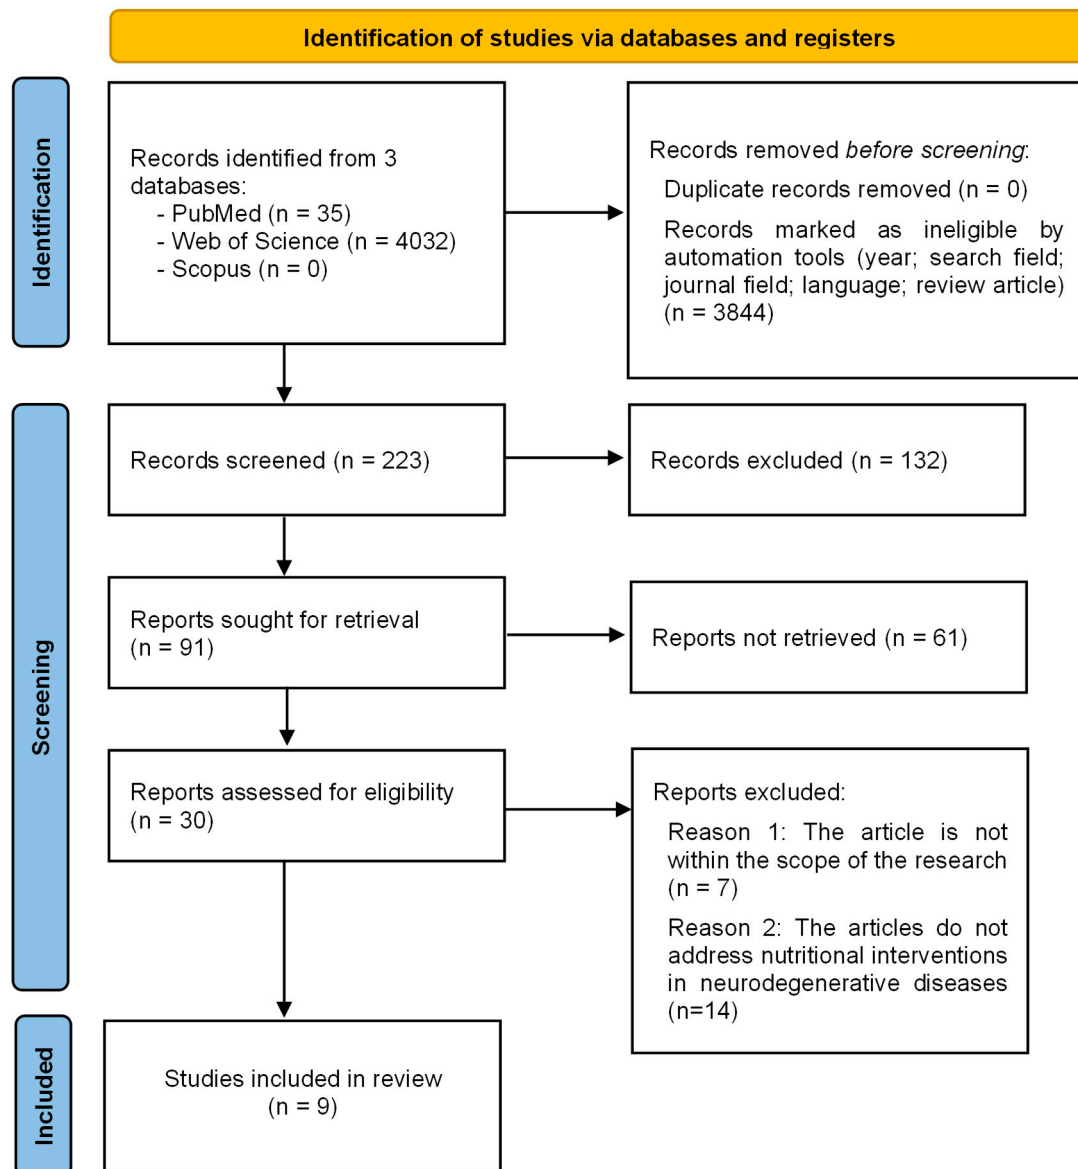 Identification of studies via databases and registers
Identification
Records identified from 3
databases:
- PubMed (n = 35)
- Web of Science (n = 4032)
- Scopus (n = 0)
Records removed before screening:
Duplicate records removed (n = 0)
Records marked as ineligible by
automation tools (year; search field;
journal field; language; review article)
(n = 3844)
Screening
Records screened (n = 223)
Records excluded (n = 132)
Reports sought for retrieval
(n = 91)
Reports not retrieved (n = 61)
Reports assessed for eligibility
(n = 30)
Reports excluded:
Reason 1: The article is not
within the scope of the research
(n = 7)
Reason 2: The articles do not
address nutritional interventions
in neurodegenerative diseases
(n=14)
Included
Studies included in review
(n = 9)